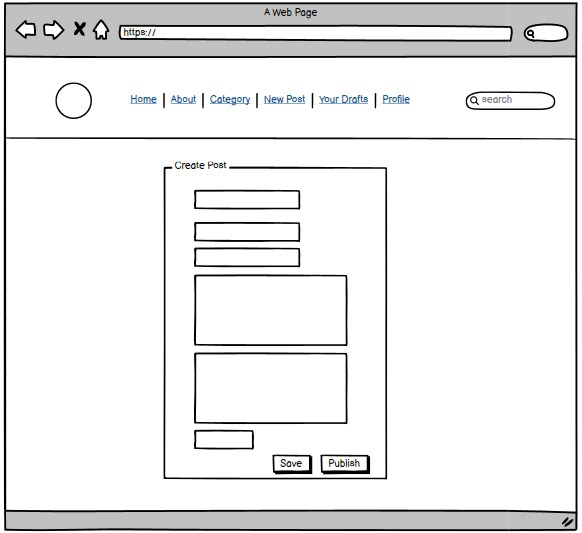 A Web Page
https://
Home | About | Category | New Post | Your Drafts | Profile
search
Create Post
Save Publish